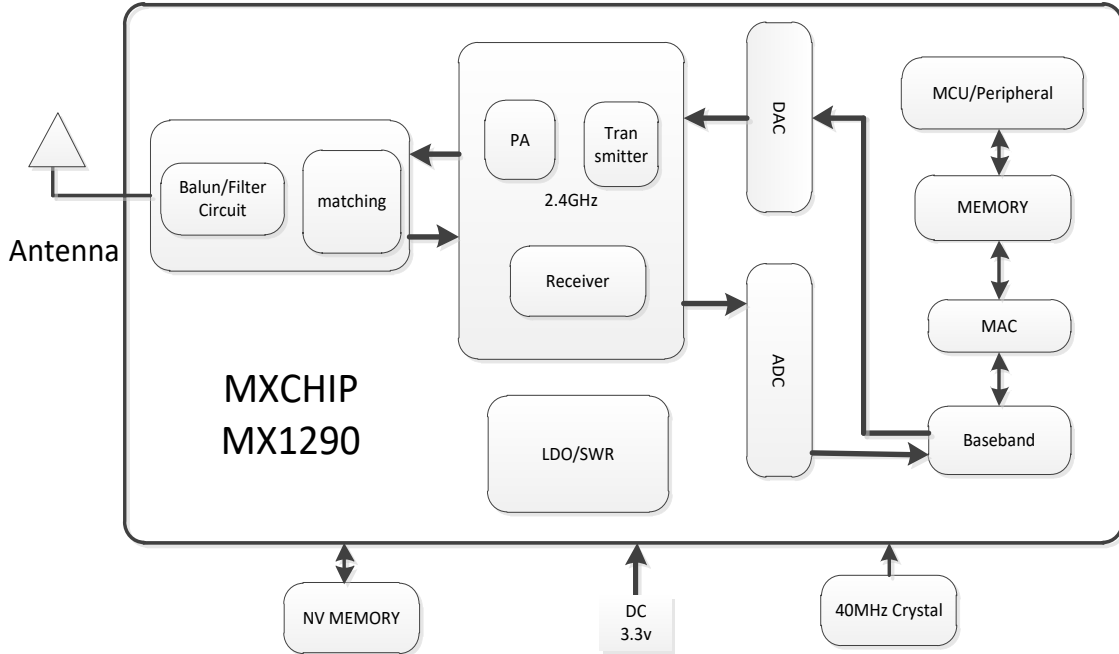 Antenna
Balun/Filter
Circuit
matching
PA
Tran
smitter
2.4GHz
Receiver
DAC
ADC
MCU/Peripheral
MEMORY
MAC
Baseband
MXCHIP
MX1290
LDO/SWR
NV MEMORY
DC
3.3v
40MHz Crystal